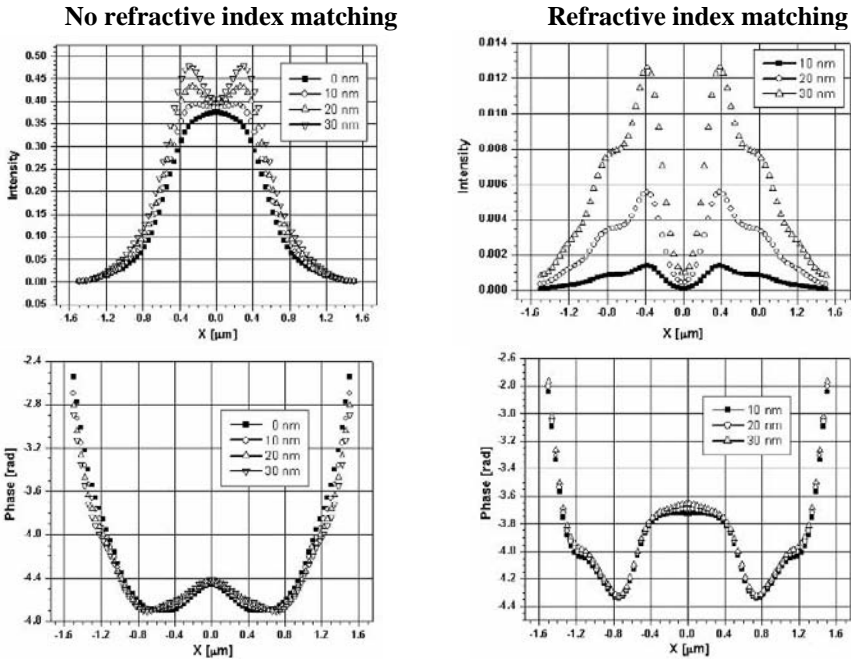 No refractive index matching
Refractive index matching
0.50
0.45
0.40
0.35
0.30
0.25
0.20
0.15
0.10
0.05
0.00
0.05
Intensity
0 nm
10 nm
20 nm
30 nm
-1.6 -1.2 -0.8 -0.4 0.0 0.4 0.8 1.2 1.6
X [μm]
0.014
0.012
0.010
0.008
0.006
0.004
0.002
0.000
Intensity
10 nm
20 nm
30 nm
-1.6 -1.2 -0.8 -0.4 0.0 0.4 0.8 1.2 1.6
X [μm]
-2.4
-2.8
-3.2
-3.6
-4.0
-4.4
-4.8
Phase [rad]
0 nm
10 nm
20 nm
30 nm
-1.6 -1.2 -0.8 -0.4 0.0 0.4 0.8 1.2 1.6
X [μm]
-2.6
-2.8
-3.0
-3.2
-3.4
-3.6
-3.8
-4.0
-4.2
-4.4
Phase [rad]
10 nm
20 nm
30 nm
-1.6 -1.2 -0.8 -0.4 0.0 0.4 0.8 1.2 1.6
X [μm]